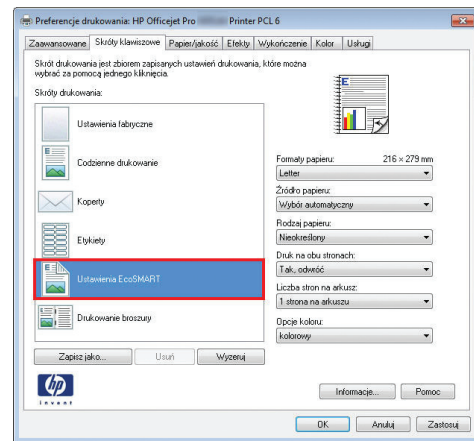 Preferencje drukowania: HP Officejet Pro Printer PCL 6
Zaawansowane Skróty klawiszowe Papier/jakość Efekty Wykończenie Kolor Usługi
Skrót drukowania jest zbiorem zapisanych ustawień drukowania, które można
wybrać za pomocą jednego kliknięcia.
Skróty drukowania:
Ustawienia fabryczne
Codzienne drukowanie
Koperty
Etykiety
Ustawienia EcoSMART
Drukowanie broszury
Zapisz jako... Usuń Wyzeruj
Formaty papieru: 216 × 279 mm
Letter
Źródło papieru:
Wybór automatyczny
Rodzaj papieru:
Nieokreślony
Druk na obu stronach:
Tak, odwróć
Liczba stron na arkusz:
1 strona na arkuszu
Opcje koloru:
kolorowy
hp
invent
Informacje... Pomoc
OK Anuluj Zastosuj